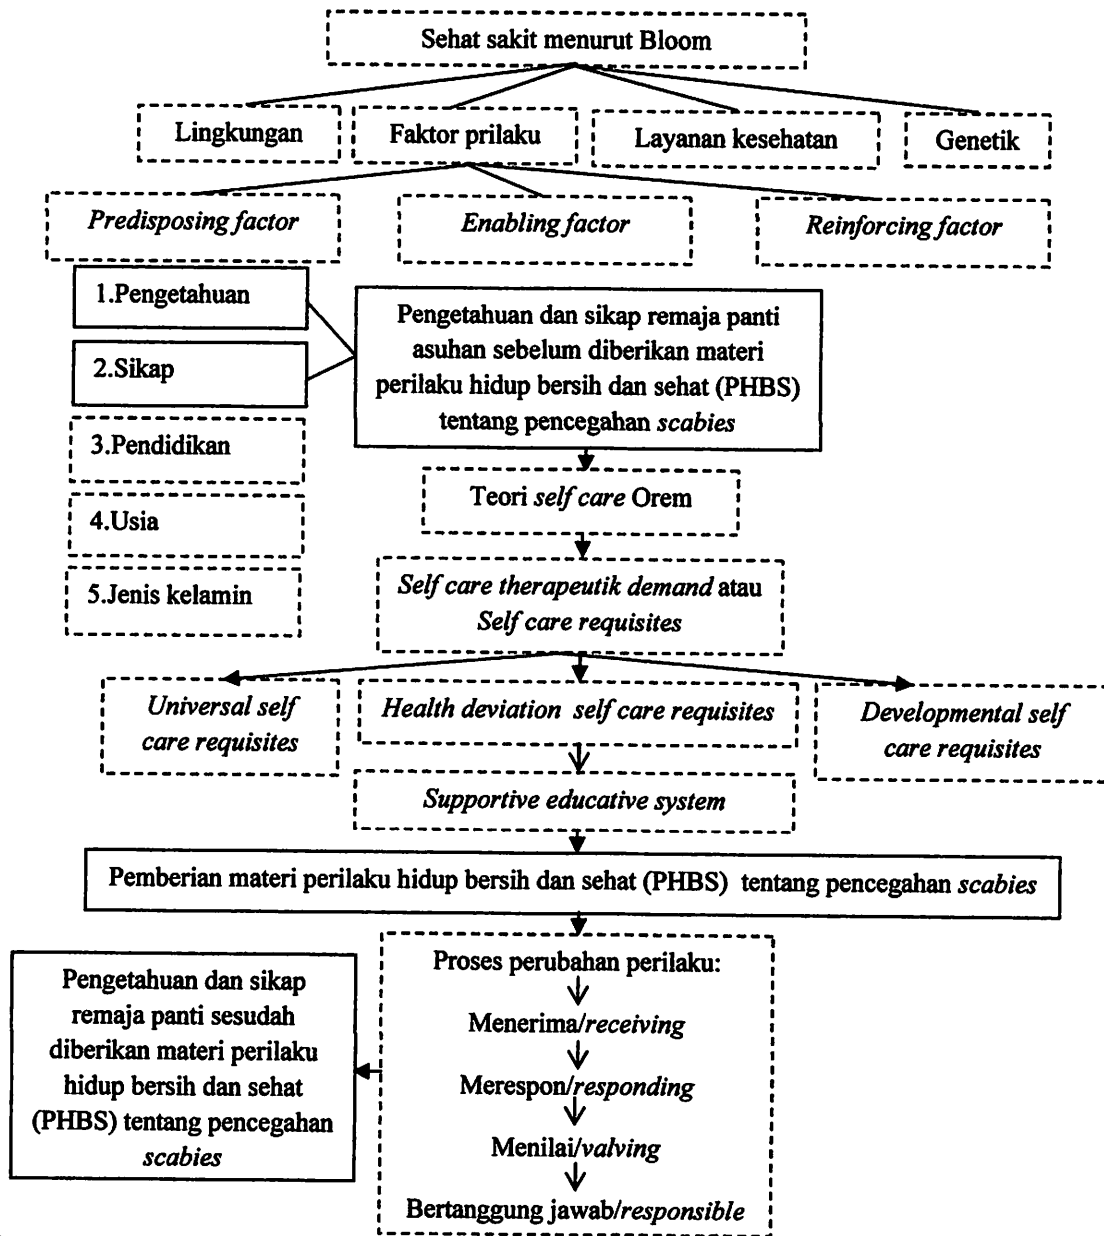 Sehat sakit menurut Bloom
Lingkungan
Faktor prilaku
Layanan kesehatan
Genetik
Predisposing factor
Enabling factor
Reinforcing factor
1.Pengetahuan
2.Sikap
3.Pendidikan
4.Usia
5.Jenis kelamin
Pengetahuan dan sikap remaja panti
asuhan sebelum diberikan materi
perilaku hidup bersih dan sehat (PHBS)
tentang pencegahan scabies
Teori self care Orem
Self care therapeutik demand atau
Self care requisites
Universal self
care requisites
Health deviation self care requisites
Developmental self
care requisites
Supportive educative system
Pemberian materi perilaku hidup bersih dan sehat (PHBS) tentang pencegahan scabies
Proses perubahan perilaku:
Menerima/receiving
Merespon/responding
Menilai/valving
Bertanggung jawab/responsible
Pengetahuan dan sikap
remaja panti sesudah
diberikan materi perilaku
hidup bersih dan sehat
(PHBS) tentang pencegahan
scabies